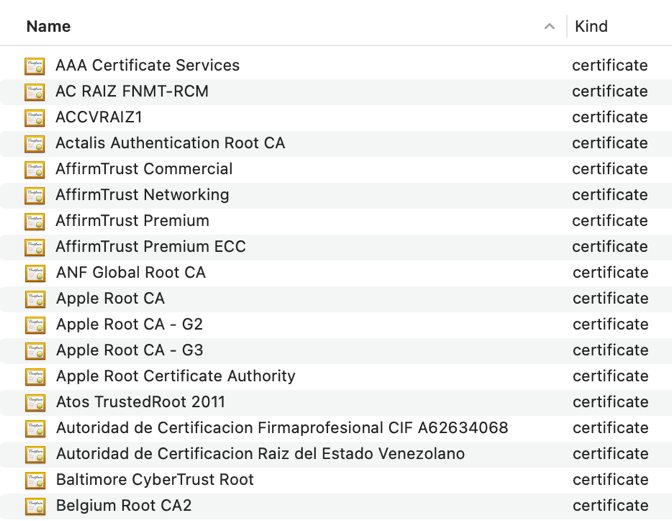 Name Kind
AAA Certificate Services certificate
AC RAIZ FNMT-RCM certificate
ACCVRAIZ1 certificate
Actalis Authentication Root CA certificate
AffirmTrust Commercial certificate
AffirmTrust Networking certificate
AffirmTrust Premium certificate
AffirmTrust Premium ECC certificate
ANF Global Root CA certificate
Apple Root CA certificate
Apple Root CA - G2 certificate
Apple Root CA - G3 certificate
Apple Root Certificate Authority certificate
Atos TrustedRoot 2011 certificate
Autoridad de Certificacion Firmaprofesional CIF A62634068 certificate
Autoridad de Certificacion Raiz del Estado Venezolano certificate
Baltimore CyberTrust Root certificate
Belgium Root CA2 certificate